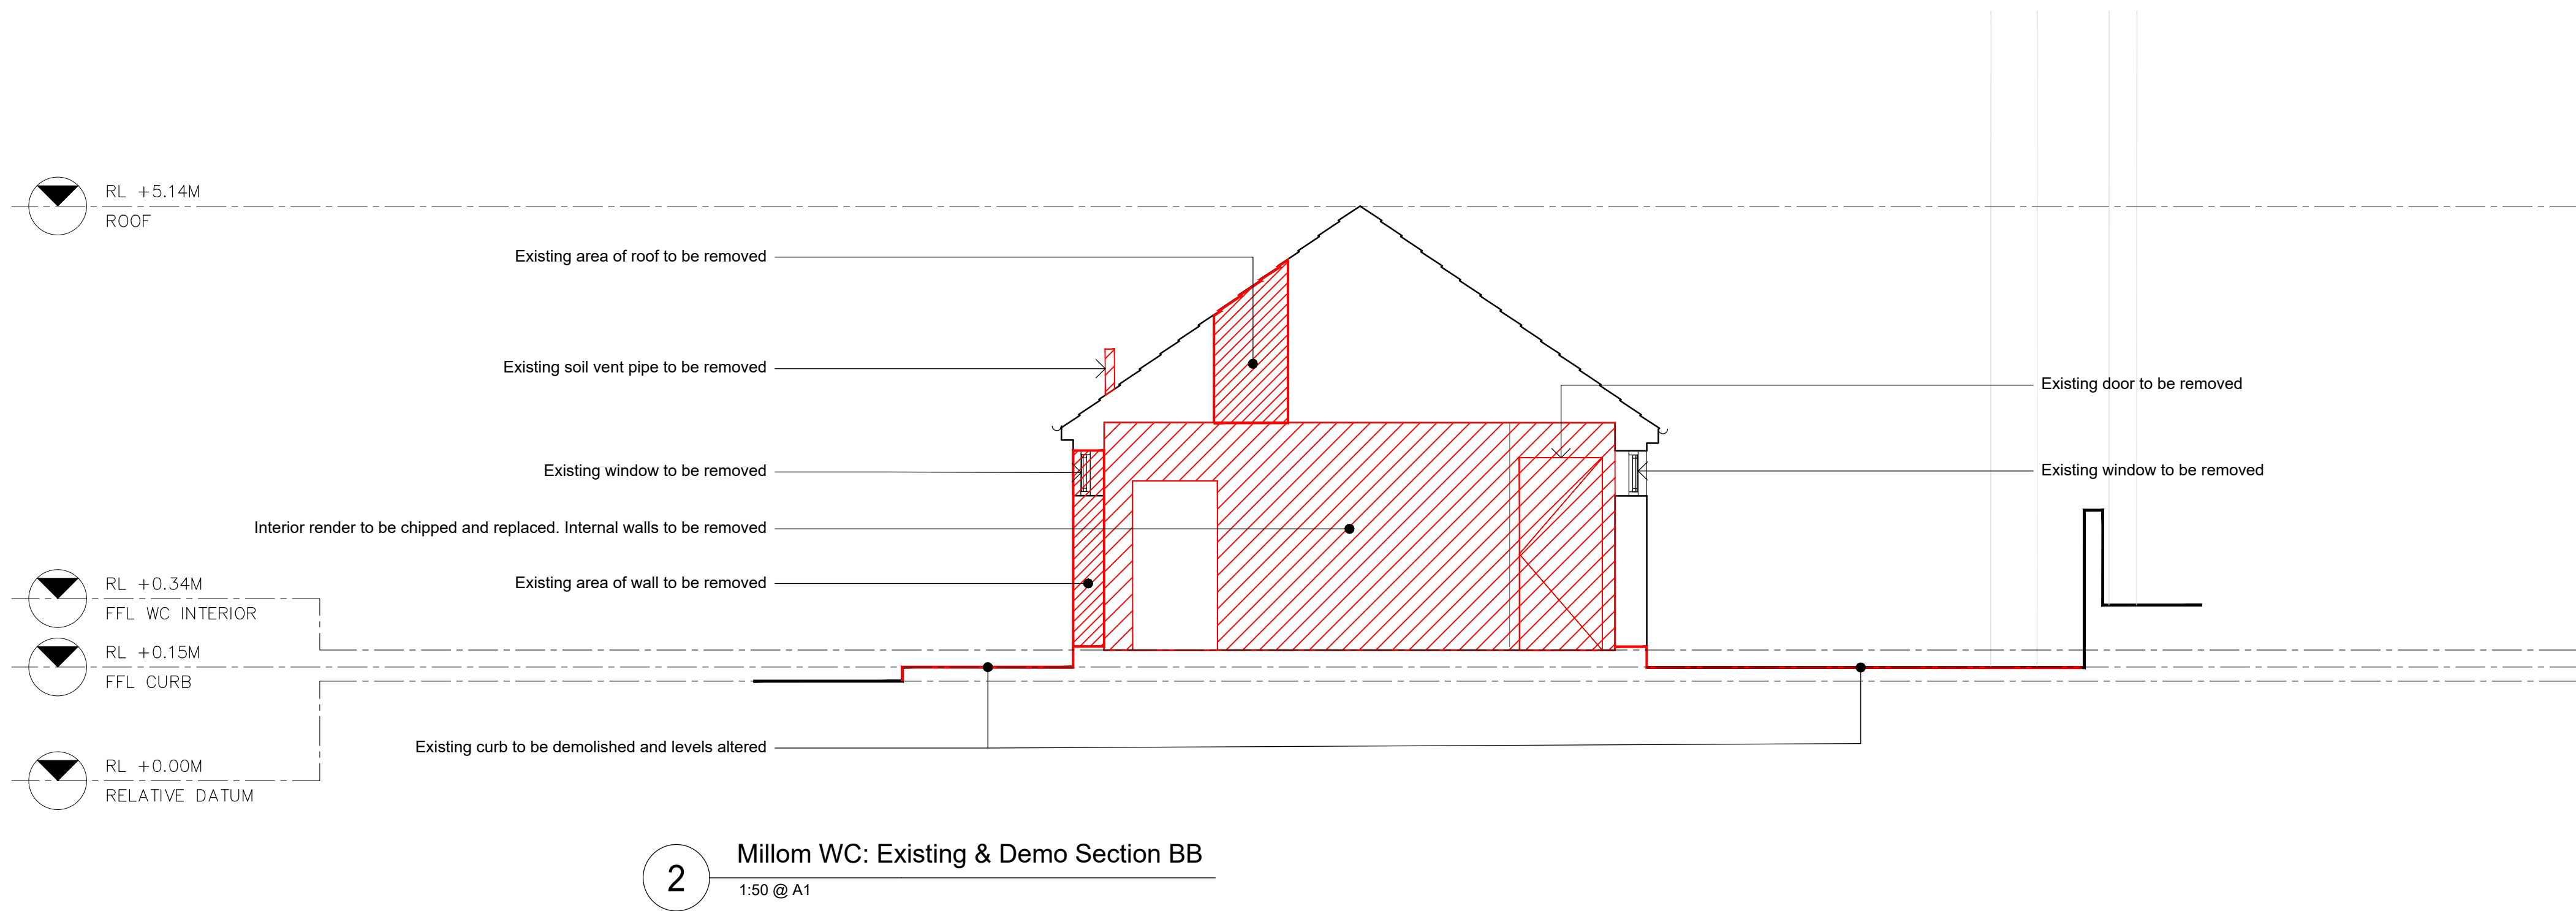 RL +5.14M
ROOF
Existing area of roof to be removed
Existing soil vent pipe to be removed
Existing door to be removed
Existing window to be removed
Existing window to be removed
Interior render to be chipped and replaced. Internal walls to be removed
Existing area of wall to be removed
RL +0.34M
FFL WC INTERIOR
RL +0.15M
FFL CURB
Existing curb to be demolished and levels altered
RL +0.00M
RELATIVE DATUM
2
Millom WC: Existing & Demo Section BB
1:50 @ A1